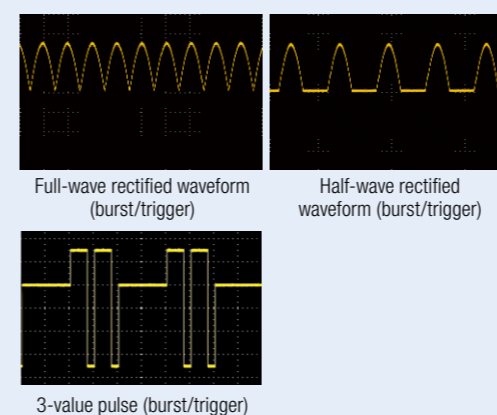 Full-wave rectified waveform
(burst/trigger)
Half-wave rectified
waveform (burst/trigger)
3-value pulse (burst/trigger)